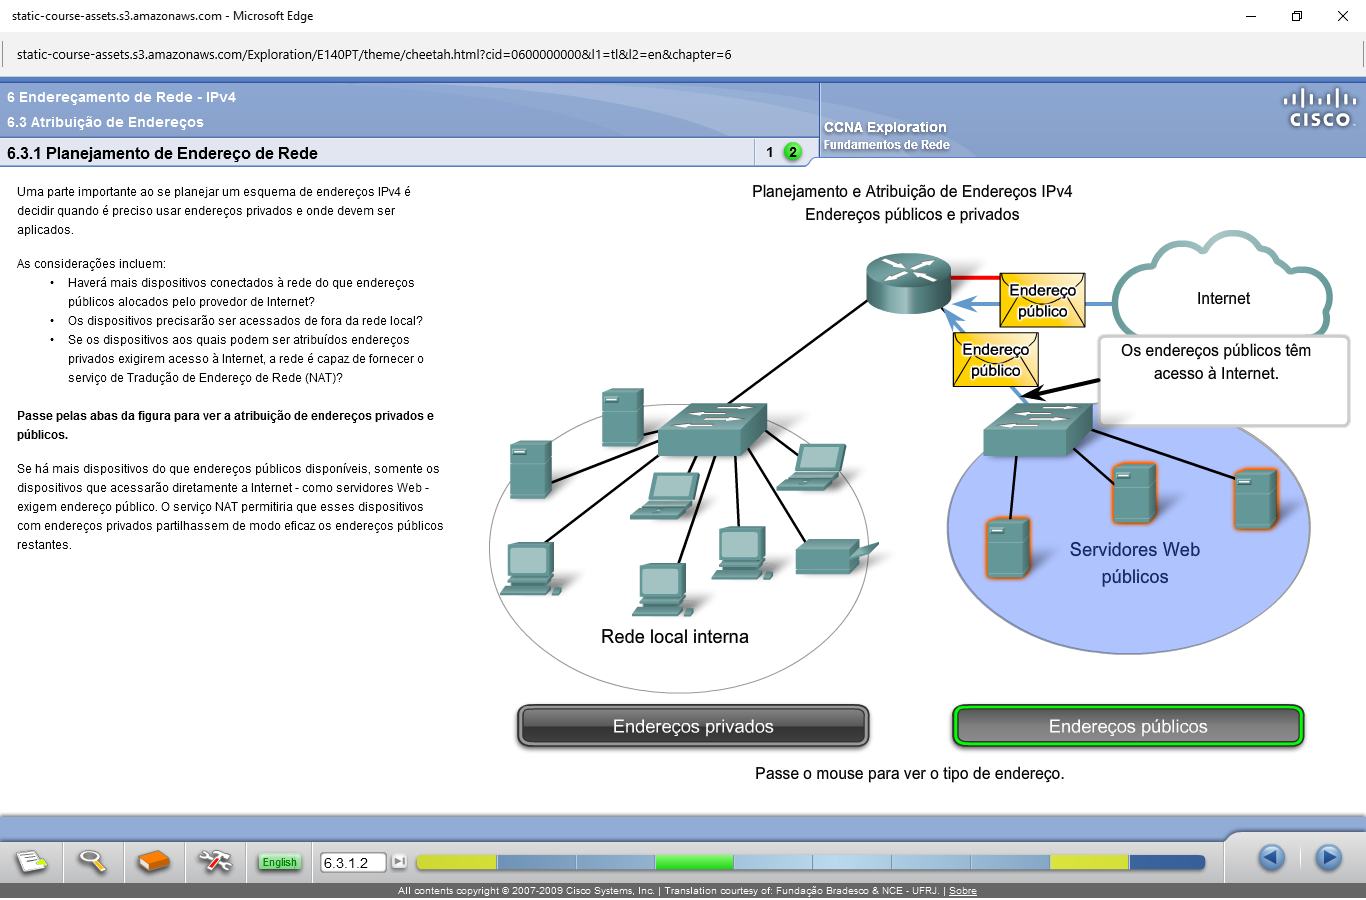 static-course-assets.s3.amazonaws.com - Microsoft Edge
static-course-assets.s3.amazonaws.com/Exploration/E140PT/theme/cheetah.html?cid=0600000000&l1=tl&l2=en&chapter=6
6 Endereçamento de Rede - IPv4
6.3 Atribuição de Endereços
CISCO
CCNA Exploration
Fundamentos de Rede
6.3.1 Planejamento de Endereço de Rede
1 2
Uma parte importante ao se planejar um esquema de endereços IPv4 é
decidir quando é preciso usar endereços privados e onde devem ser
aplicados.
As considerações incluem:
• Haverá mais dispositivos conectados à rede do que endereços
públicos alocados pelo provedor de Internet?
• Os dispositivos precisarão ser acessados de fora da rede local?
• Se os dispositivos aos quais podem ser atribuídos endereços
privados exigirem acesso à Internet, a rede é capaz de fornecer o
serviço de Tradução de Endereço de Rede (NAT)?
Passe pelas abas da figura para ver a atribuição de endereços privados e
públicos.
Se há mais dispositivos do que endereços públicos disponíveis, somente os
dispositivos que acessarão diretamente a Internet - como servidores Web -
exigem endereço público. O serviço NAT permitiria que esses dispositivos
com endereços privados partilhassem de modo eficaz os endereços públicos
restantes.
Planejamento e Atribuição de Endereços IPv4
Endereços públicos e privados
Endereço
público
Internet
Endereço
público
Os endereços públicos têm
acesso à Internet.
Servidores Web
públicos
Rede local interna
Endereços privados
Endereços públicos
Passe o mouse para ver o tipo de endereço.
English
6.3.1.2
All contents copyright © 2007-2009 Cisco Systems, Inc. | Translation courtesy of: Fundação Bradesco & NCE - UFRJ. | Sobre